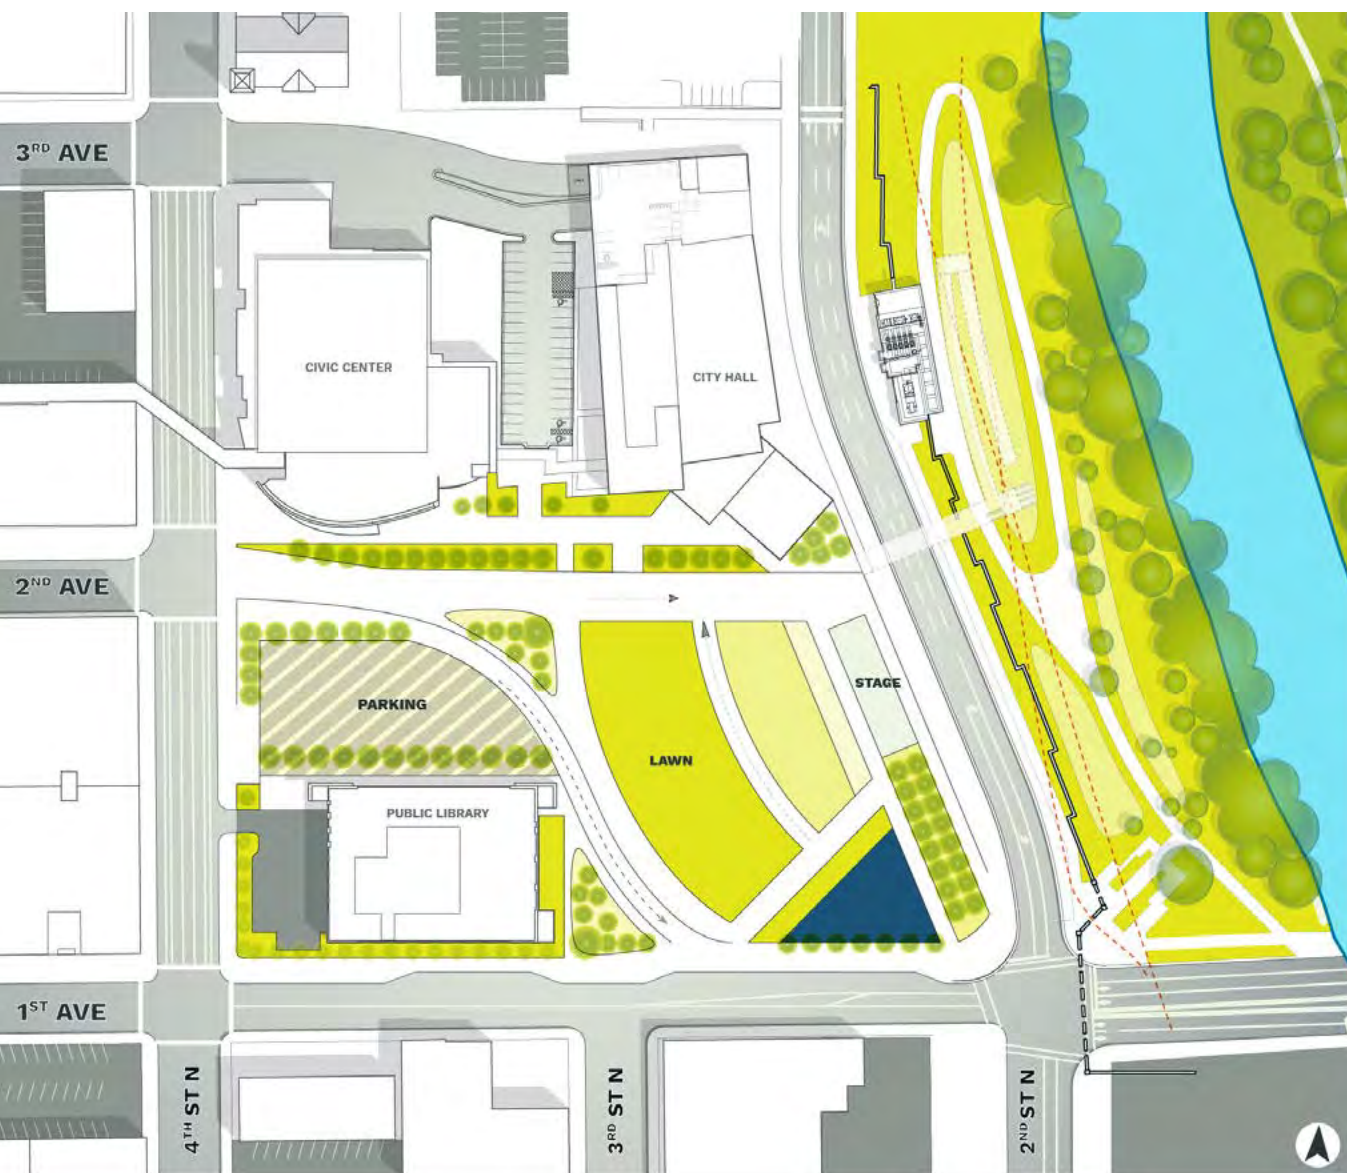 3RD AVE
CIVIC CENTER
CITY HALL
2ND AVE
STAGE
PARKING
LAWN
PUBLIC LIBRARY
1ST AVE
4TH ST N
3RD ST N
2ND ST N